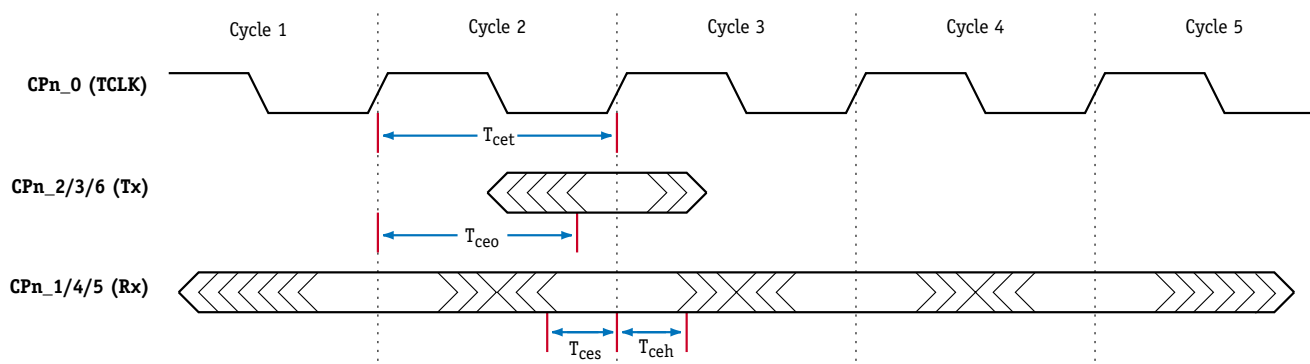 Cycle 1 Cycle 2 Cycle 3 Cycle 4 Cycle 5
CPn_0 (TCLK)
Tcet
CPn_2/3/6 (Tx)
Tceo
CPn_1/4/5 (Rx)
Tces Tceh